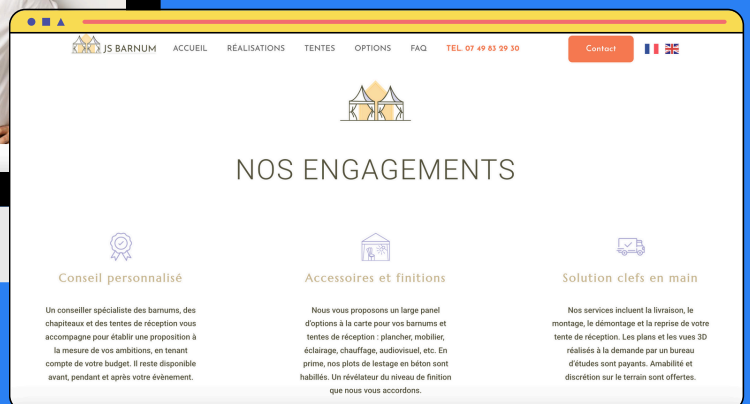 JS BARNUM ACCUEIL RÉALISATIONS TENTES OPTIONS FAQ TEL. 07 49 83 29 30 Contact
NOS ENGAGEMENTS
Conseil personnalisé
Un conseiller spécialiste des barnums, des
chapiteaux et des tentes de réception vous
accompagne pour établir une proposition à
la mesure de vos ambitions, en tenant
compte de votre budget. Il reste disponible
avant, pendant et après votre évènement.
Accessoires et finitions
Nous vous proposons un large panel
d'options à la carte pour vos barnums et
tentes de réception : plancher, mobilier,
éclairage, chauffage, audiovisuel, etc. En
prime, nos plots de lestage en béton sont
habillés. Un révélateur du niveau de finition
que nous vous accordons.
Solution clefs en main
Nos services incluent la livraison, le
montage, le démontage et la reprise de votre
tente de réception. Les plans et les vues 3D
réalisés à la demande par un bureau
d'études sont payants. Amabilité et
discrétion sur le terrain sont offertes.